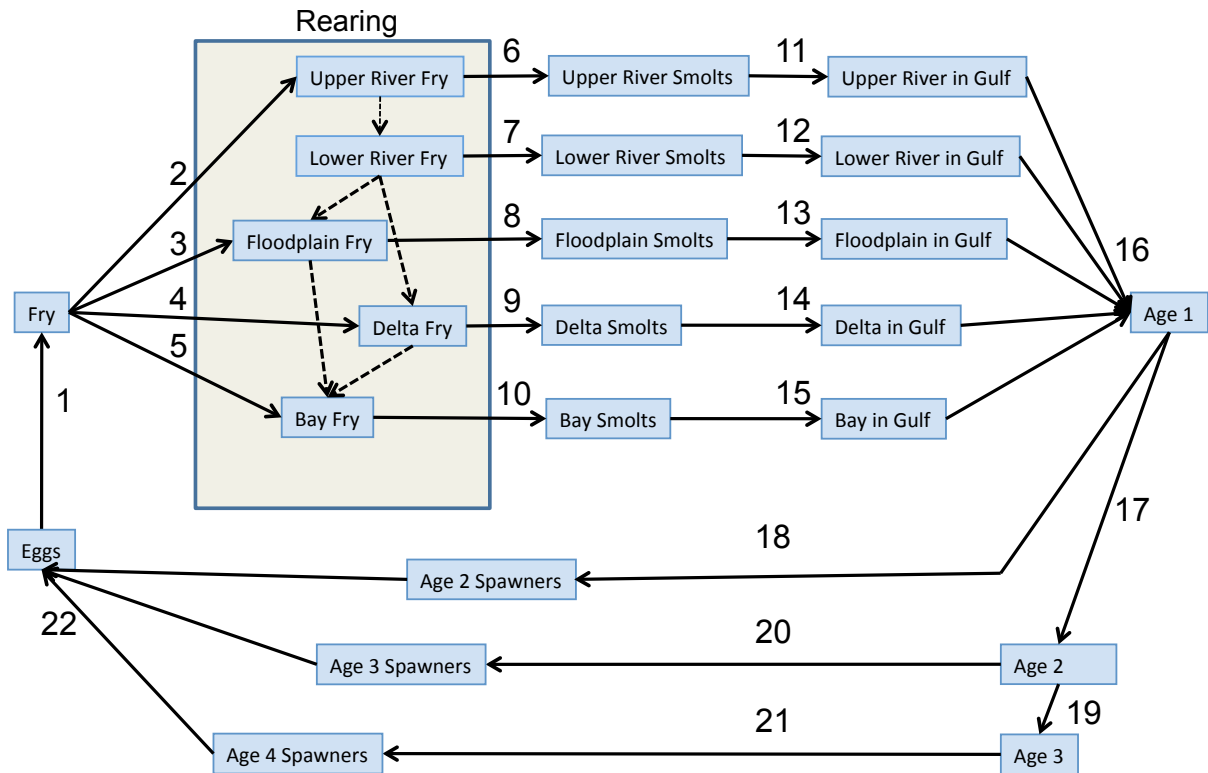 Rearing
6
11
Upper River Fry
Upper River Smolts
Upper River in Gulf
2
7
12
Lower River Fry
Lower River Smolts
Lower River in Gulf
3
8
13
Floodplain Fry
Floodplain Smolts
Floodplain in Gulf
16
Fry
4
9
14
Delta Fry
Delta Smolts
Delta in Gulf
Age 1
5
1
10
15
Bay Fry
Bay Smolts
Bay in Gulf
17
Eggs
18
Age 2 Spawners
22
20
Age 3 Spawners
Age 2
19
21
Age 4 Spawners
Age 3